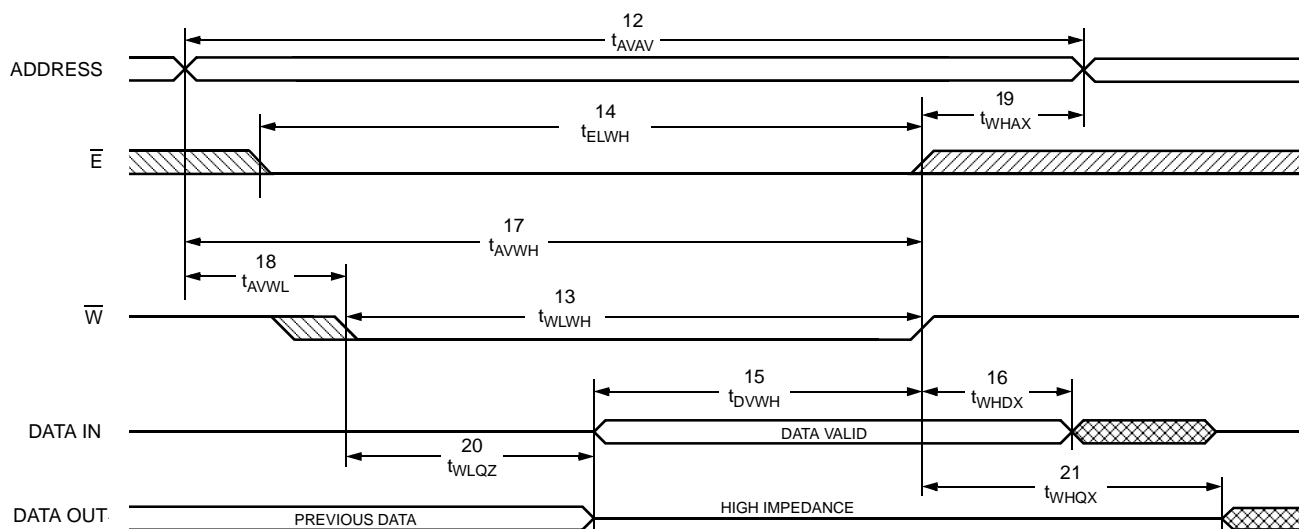 12
tAVAV
ADDRESS
14
tELWH
19
tWHAX
E
17
tAVWH
18
tAVWL
W
13
tWLWH
15
tDVWH
16
tWHDX
DATA IN
DATA VALID
20
tWLQZ
21
tWHQX
DATA OUT
PREVIOUS DATA
HIGH IMPEDANCE